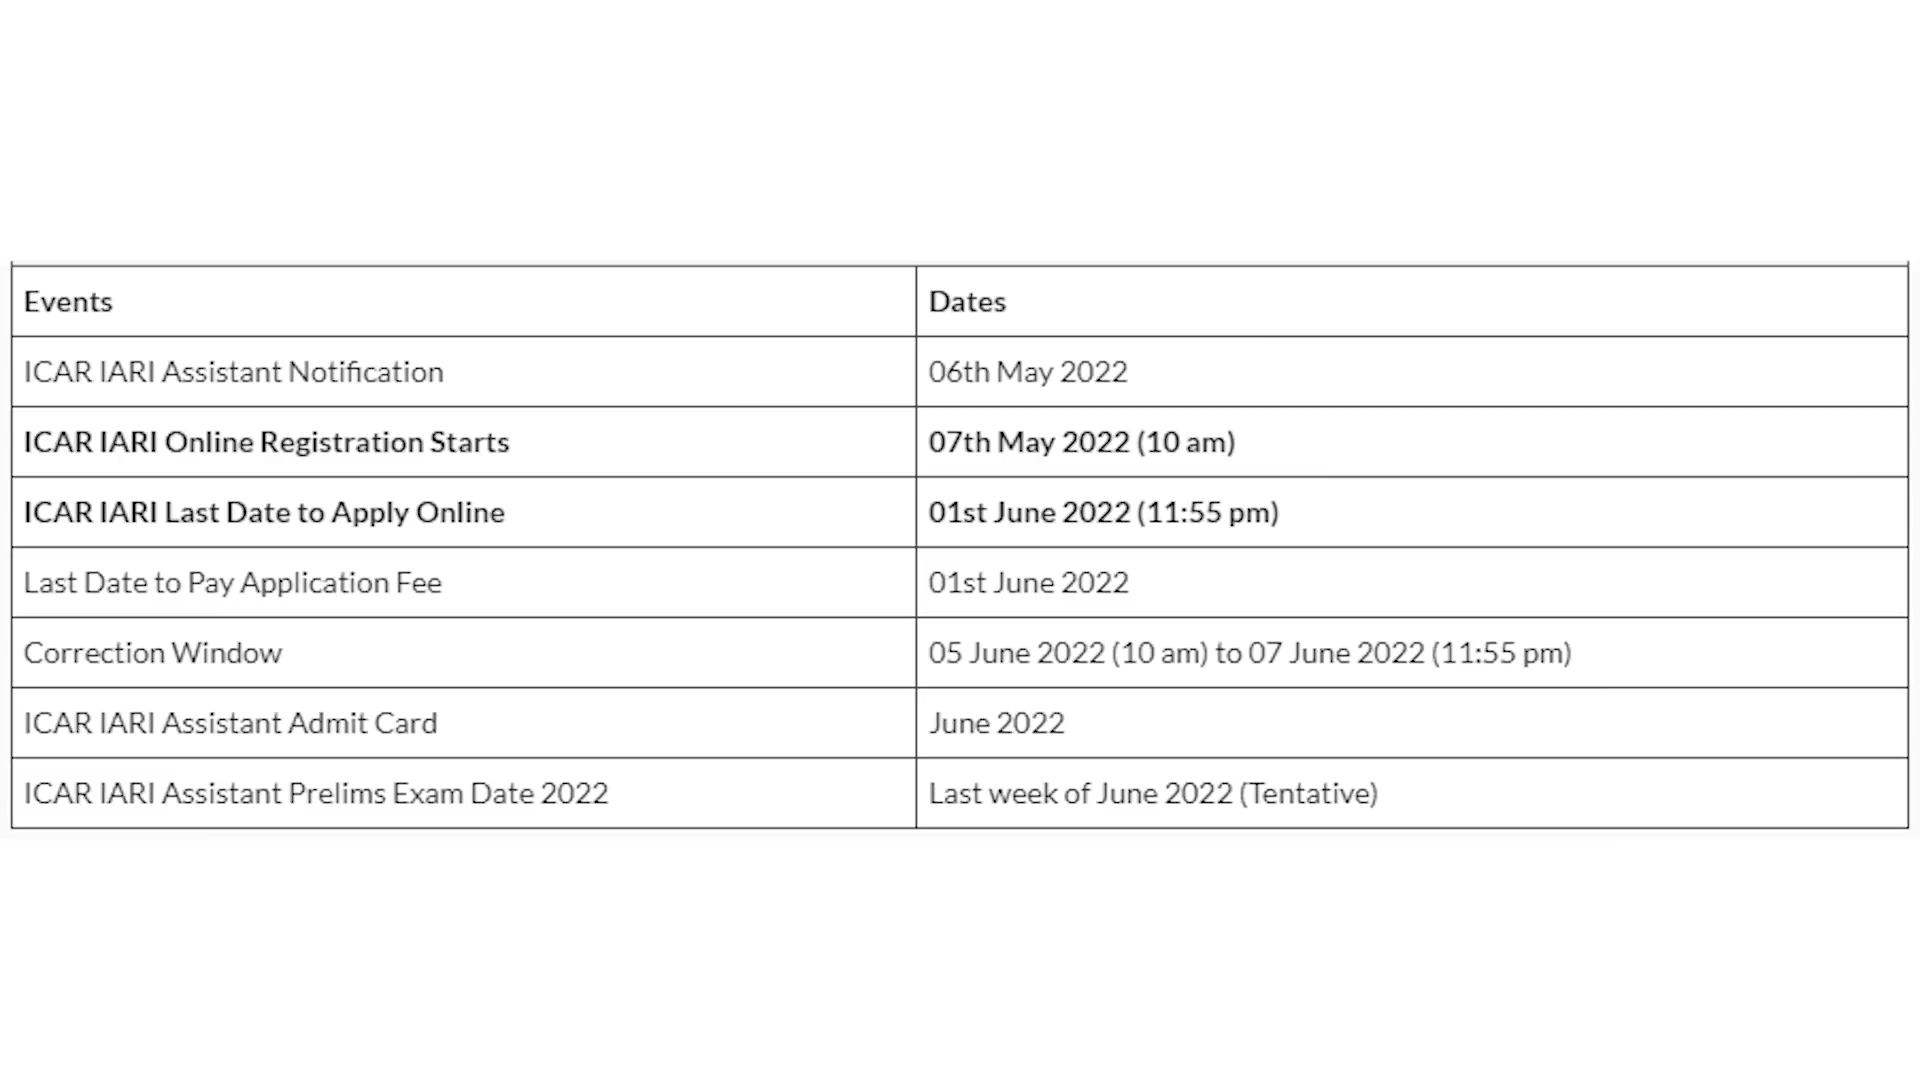 Events Dates
ICAR IARI Assistant Notification 06th May 2022
ICAR IARI Online Registration Starts 07th May 2022 (10 am)
ICAR IARI Last Date to Apply Online 01st June 2022 (11:55 pm)
Last Date to Pay Application Fee 01st June 2022
Correction Window 05 June 2022 (10 am) to 07 June 2022 (11:55 pm)
ICAR IARI Assistant Admit Card June 2022
ICAR IARI Assistant Prelims Exam Date 2022 Last week of June 2022 (Tentative)